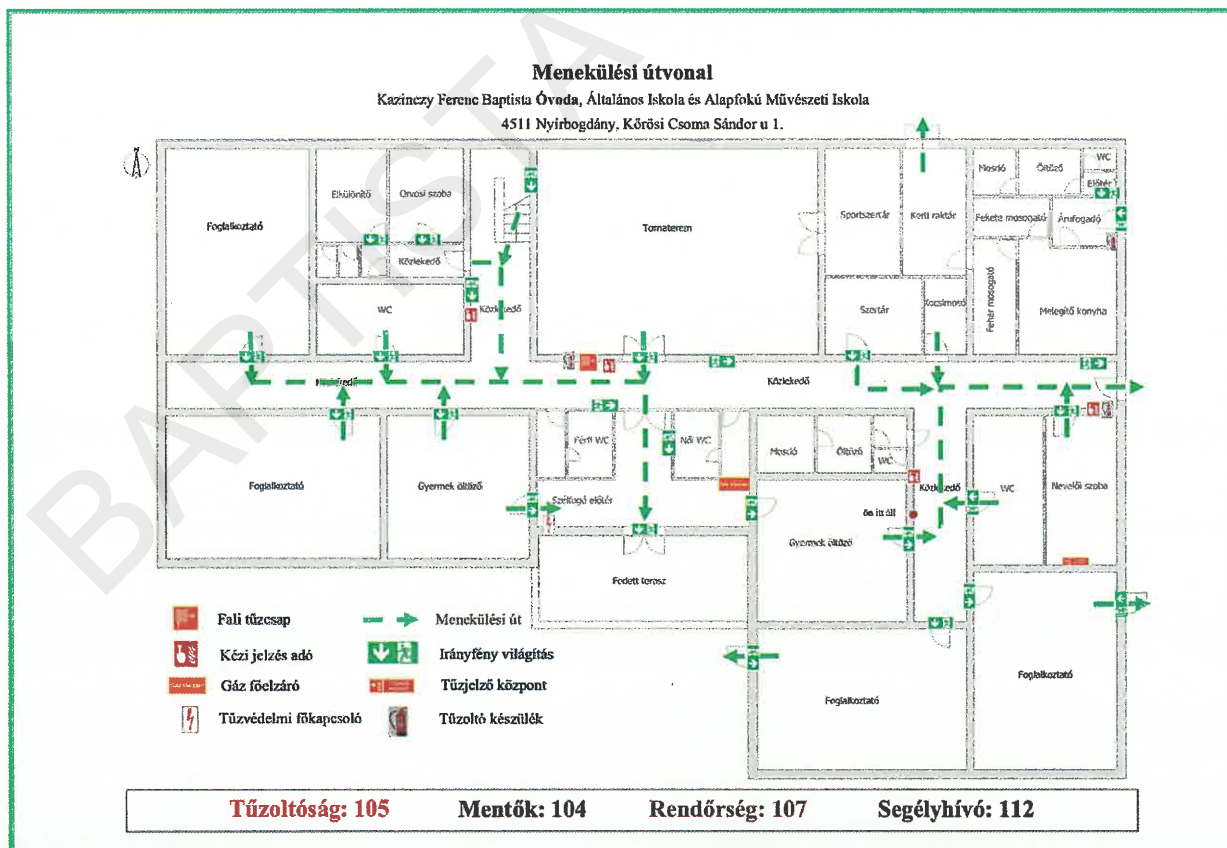 Menekülési útvonal
Kazinczy Ferenc Baptista Óvoda, Általános Iskola és Alapfokú Művészeti Iskola
4511 Nyírbogdány, Kőrösi Csoma Sándor u 1.
BAPTISTA
Foglalkoztató
Elkülönítő
Orvosi szoba
Közlekedő
WC
Közlekedő
Tornaterem
Sportszertár
Kerti raktár
Mosdó
Öltöző
WC
Előtér
Fekete mosogató
Árufogadó
Szertár
Kocsimosó
Fehér mosogató
Melegítő konyha
Közlekedő
Közlekedő
Foglalkoztató
Gyermek öltöző
Férfi WC
Női WC
Szélfogó előtér
Mosdó
Öltöző
WC
Közlekedő
ön itt áll
WC
Nevelői szoba
Gyermek öltöző
Fedett terasz
Foglalkoztató
Foglalkoztató
Fali tűzcsap
Menekülési út
Kézi jelzés adó
Irányfény világítás
Gáz főelzáró
Tűzjelző központ
Tűzvédelmi főkapcsoló
Tűzoltó készülék
Tűzoltóság: 105 Mentők: 104 Rendőrség: 107 Segélyhívó: 112